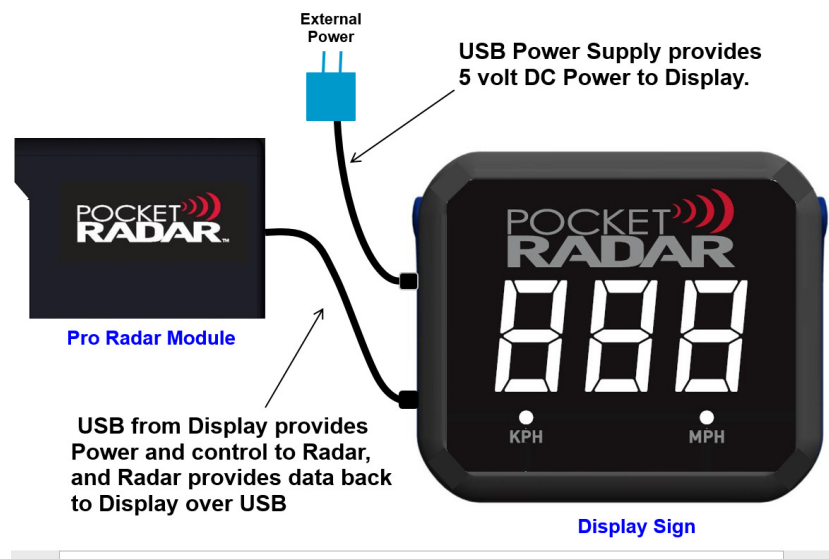 External
Power
USB Power Supply provides
5 volt DC Power to Display.
POCKET
RADAR™
Pro Radar Module
POCKET
RADAR
888
KPH
MPH
USB from Display provides
Power and control to Radar,
and Radar provides data back
to Display over USB
Display Sign